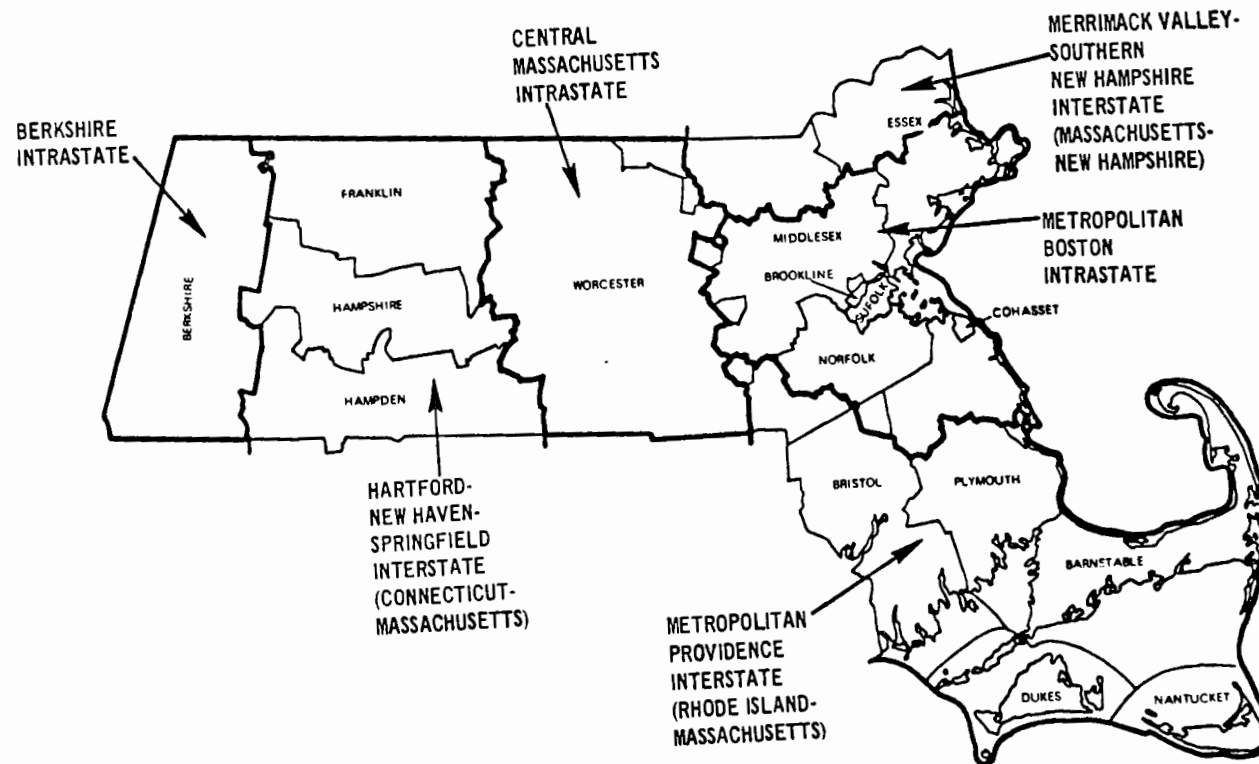 MERRIMACK VALLEY-
SOUTHERN
NEW HAMPSHIRE
INTERSTATE
(MASSACHUSETTS-
NEW HAMPSHIRE)
CENTRAL
MASSACHUSETTS
INTRASTATE
BERKSHIRE
INTRASTATE
ESSEX
FRANKLIN
METROPOLITAN
BOSTON
INTRASTATE
MIDDLESEX
BROOKLINE
WORCESTER
HAMPSHIRE
BERKSHIRE
SUFOLK
COHASSET
NORFOLK
HAMPDEN
HARTFORD-
NEW HAVEN-
SPRINGFIELD
INTERSTATE
(CONNECTICUT-
MASSACHUSETTS)
BRISTOL
PLYMOUTH
BARNSTABLE
METROPOLITAN
PROVIDENCE
INTERSTATE
(RHODE ISLAND-
MASSACHUSETTS)
DUKES
NANTUCKET